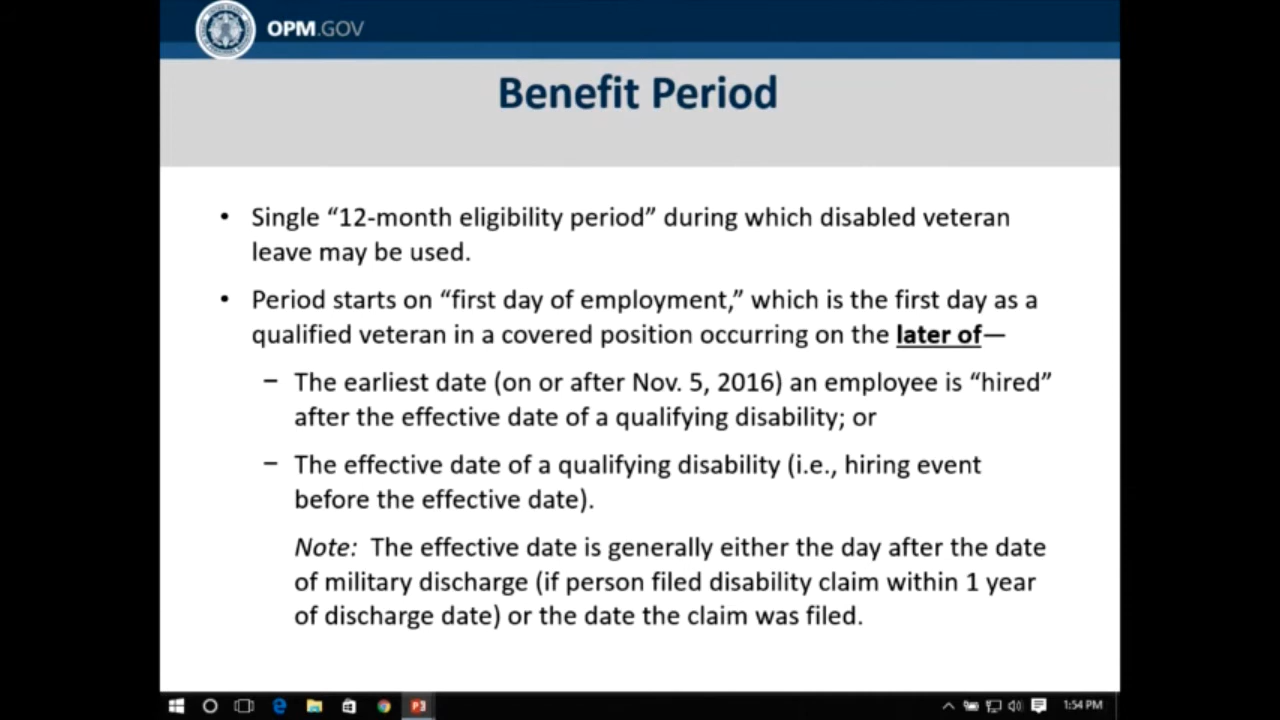 OPM.GOV
Benefit Period
• Single “12-month eligibility period” during which disabled veteran
leave may be used.
• Period starts on “first day of employment,” which is the first day as a
qualified veteran in a covered position occurring on the later of—
– The earliest date (on or after Nov. 5, 2016) an employee is “hired”
after the effective date of a qualifying disability; or
– The effective date of a qualifying disability (i.e., hiring event
before the effective date).
Note: The effective date is generally either the day after the date
of military discharge (if person filed disability claim within 1 year
of discharge date) or the date the claim was filed.
1:54 PM